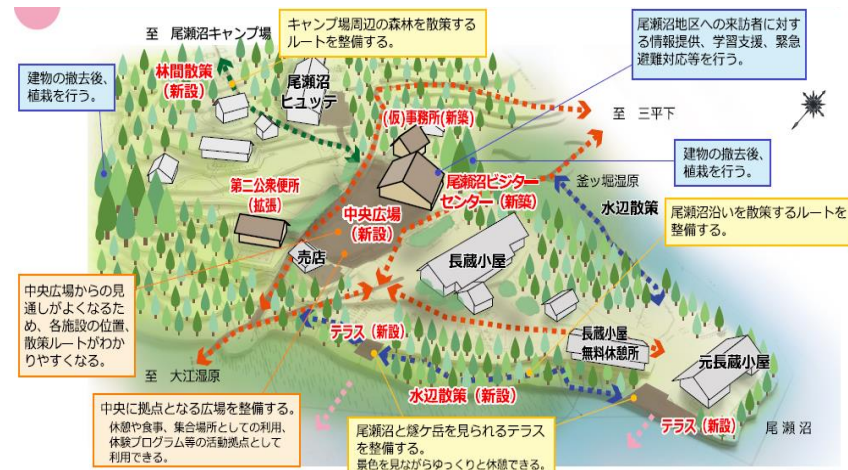 至 尾瀬沼キャンプ場
キャンプ場周辺の森林を散策する
ルートを整備する。
尾瀬沼地区への来訪者に対す
る情報提供、学習支援、緊急
避難対応等を行う。
建物の撤去後、
植栽を行う。
林間散策
(新設)
尾瀬沼
ヒュッテ
(仮)事務所(新築)
至 三平下
建物の撤去後、
植栽を行う。
第二公衆便所
(拡張)
尾瀬沼ビジター
センター(新築)
釜ッ堀湿原
中央広場
(新設)
水辺散策
尾瀬沼沿いを散策するルートを
整備する。
売店
長蔵小屋
中央広場からの見
通しがよくなるた
め、各施設の位置、
散策ルートがわか
りやすくなる。
テラス(新設)
長蔵小屋
無料休憩所
元長蔵小屋
至 大江湿原
水辺散策(新設)
テラス(新設)
尾瀬沼
中央に拠点となる広場を整備する。
休憩や食事、集合場所としての利用、
体験プログラム等の活動拠点として
利用できる。
尾瀬沼と燧ケ岳を見られるテラス
を整備する。
景色を見ながらゆっくりと休憩できる。